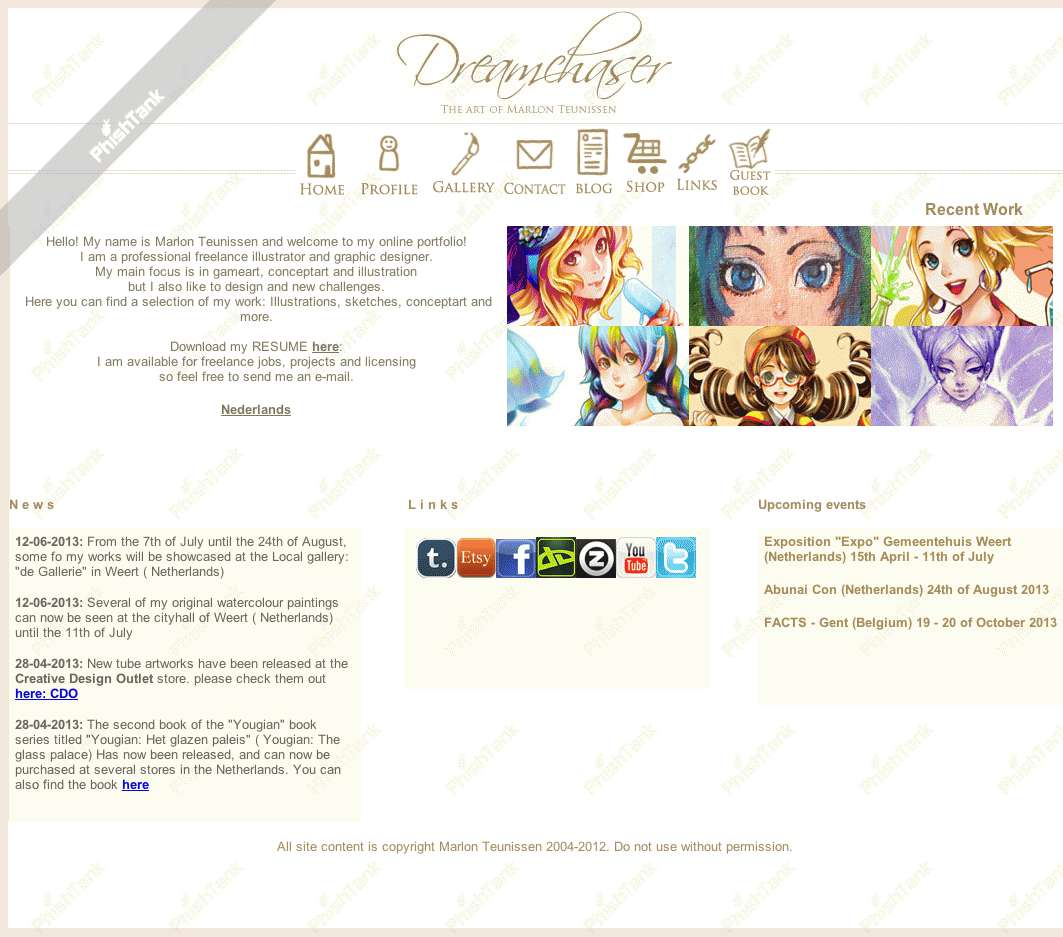 Dreamchaser
The art of Marlon Teunissen
PhishTank
Home Profile Gallery Contact Blog Shop Links Guest book
Recent Work
Hello! My name is Marlon Teunissen and welcome to my online portfolio!
I am a professional freelance illustrator and graphic designer.
My main focus is in gameart, conceptart and illustration
but I also like to design and new challenges.
Here you can find a selection of my work: Illustrations, sketches, conceptart and
more.
Download my RESUME here:
I am available for freelance jobs, projects and licensing
so feel free to send me an e-mail.
Nederlands
News
12-06-2013: From the 7th of July until the 24th of August,
some fo my works will be showcased at the Local gallery:
"de Gallerie" in Weert ( Netherlands)
12-06-2013: Several of my original watercolour paintings
can now be seen at the cityhall of Weert ( Netherlands)
until the 11th of July
28-04-2013: New tube artworks have been released at the
Creative Design Outlet store. please check them out
here: CDO
28-04-2013: The second book of the "Yougian" book
series titled "Yougian: Het glazen paleis" ( Yougian: The
glass palace) Has now been released, and can now be
purchased at several stores in the Netherlands. You can
also find the book here
Links
t. Etsy f You Tube
Upcoming events
Exposition "Expo" Gemeentehuis Weert
(Netherlands) 15th April - 11th of July
Abunai Con (Netherlands) 24th of August 2013
FACTS - Gent (Belgium) 19 - 20 of October 2013
All site content is copyright Marlon Teunissen 2004-2012. Do not use without permission.